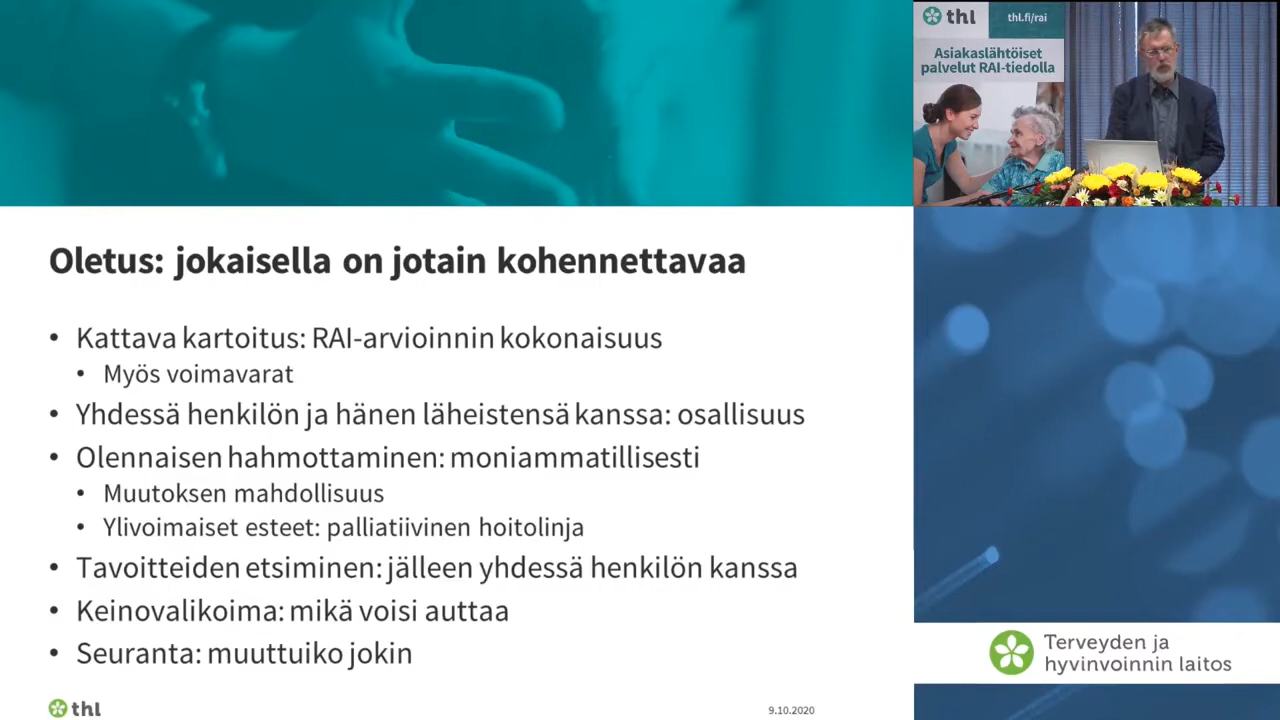 Oletus: jokaisella on jotain kohennettavaa
• Kattava kartoitus: RAI-arvioinnin kokonaisuus
• Myös voimavarat
• Yhdessä henkilön ja hänen läheistensä kanssa: osallisuus
• Olennaisen hahmottaminen: moniammatillisesti
• Muutoksen mahdollisuus
• Ylivoimaiset esteet: palliatiivinen hoitolinja
• Tavoitteiden etsiminen: jälleen yhdessä henkilön kanssa
• Keinovalikoima: mikä voisi auttaa
• Seuranta: muuttuiko jokin
thl
9.10.2020
thl
thl.fi/rai
Asiakaslähtöiset
palvelut RAI-tiedolla
Terveyden ja
hyvinvoinnin laitos